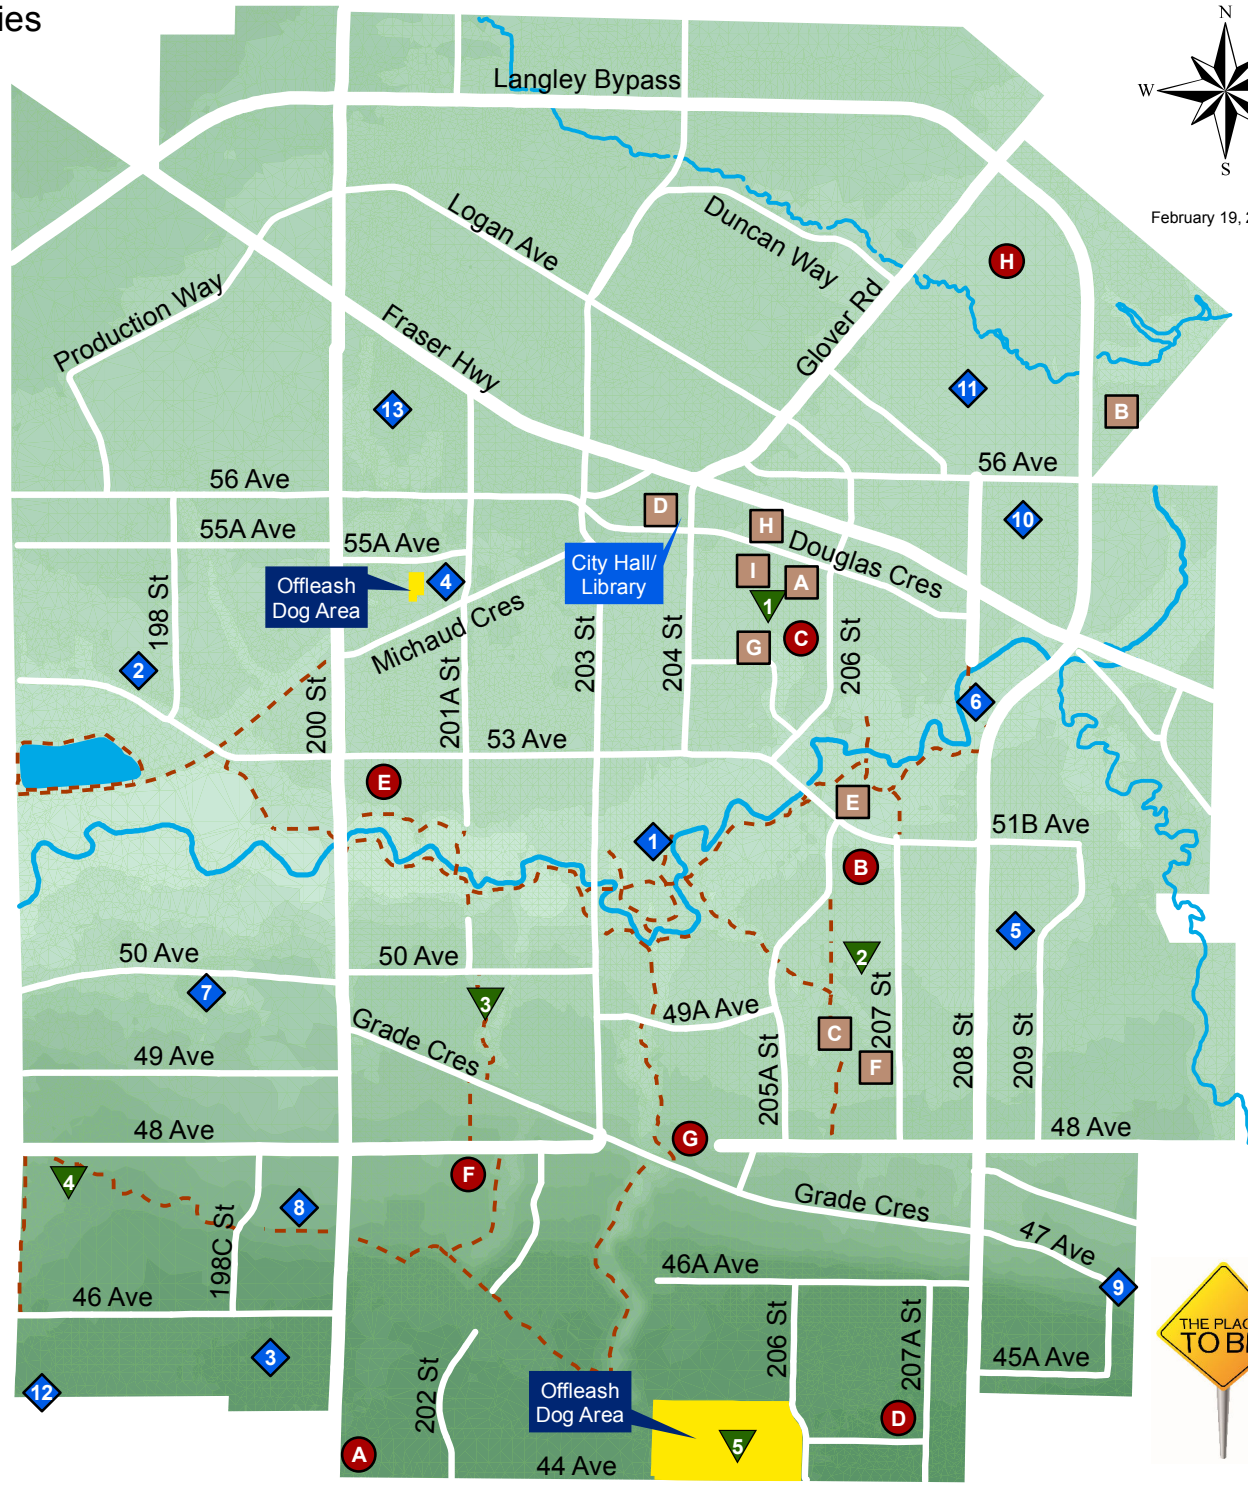 ies
N
W
S
February 19, 2
Langley Bypass
Logan Ave
Duncan Way
H
Production Way
Fraser Hwy
Glover Rd
13
11
B
56 Ave
56 Ave
D
H
10
55A Ave
55A Ave
Douglas Cres
City Hall/
Library
I
A
Offleash
Dog Area
4
1
198 St
Michaud Cres
C
G
2
203 St
204 St
206 St
200 St
201A St
6
53 Ave
E
E
51B Ave
1
B
5
50 Ave
50 Ave
2
7
3
207 St
49A Ave
Grade Cres
C
49 Ave
F
205A St
208 St
209 St
48 Ave
48 Ave
G
4
F
8
Grade Cres
198C St
47 Ave
46A Ave
9
46 Ave
THE PLAC
TO BE
206 St
207A St
3
45A Ave
12
202 St
Offleash
Dog Area
D
5
A
44 Ave